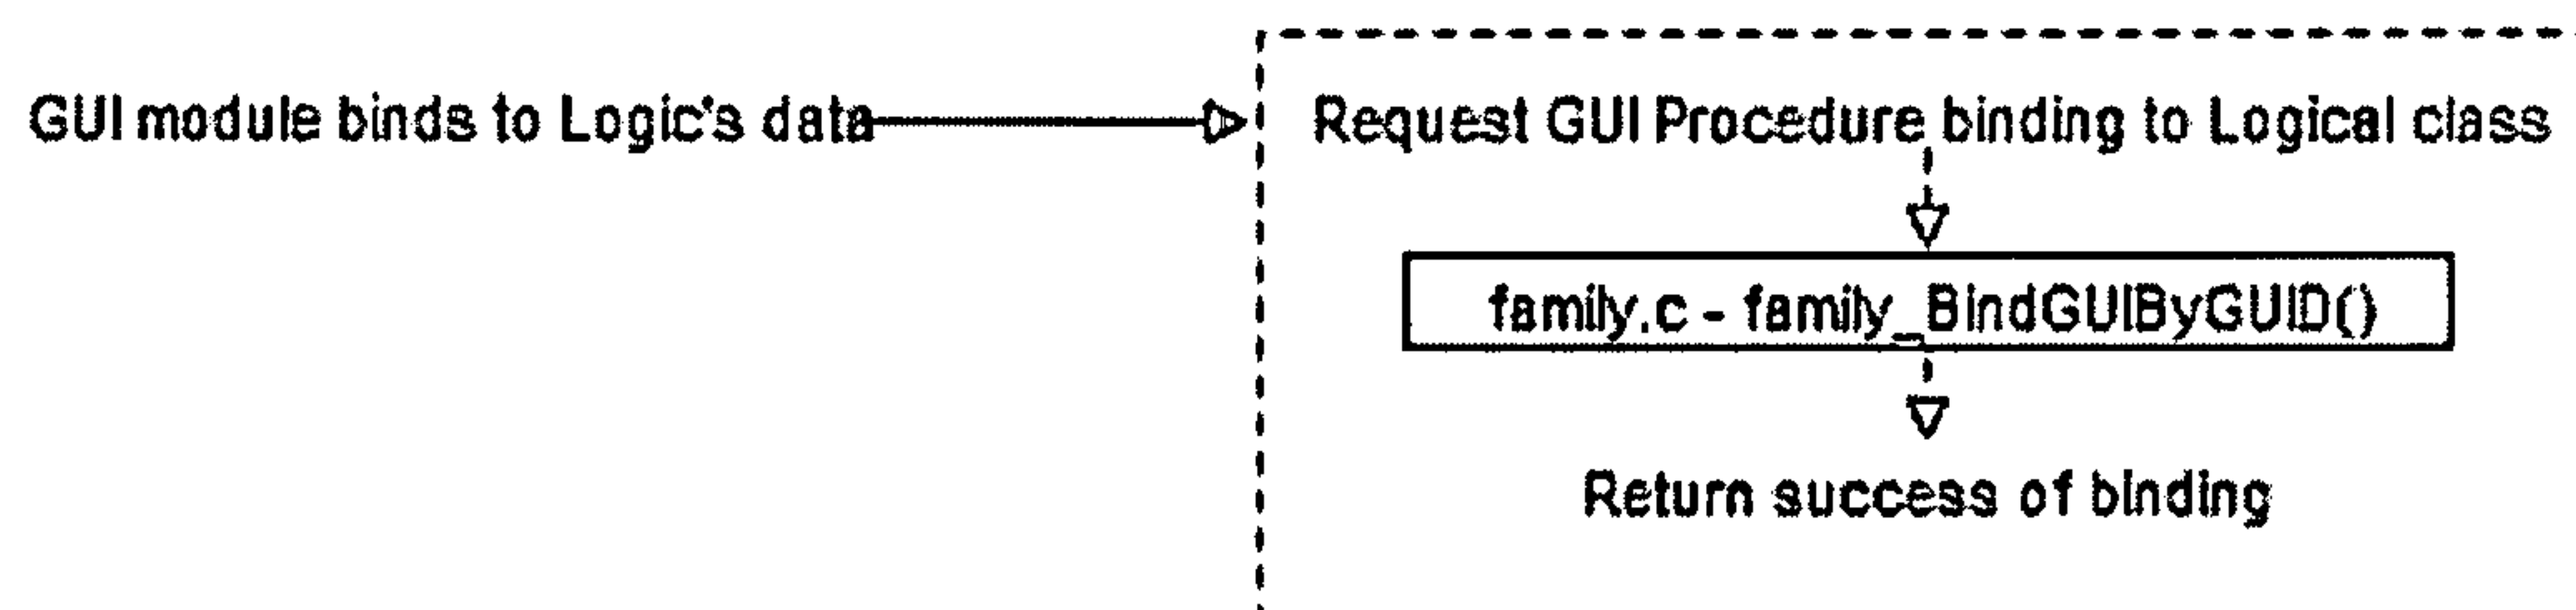 GUI module binds to Logic's data
Request GUI Procedure binding to Logical class
family.c - family_BindGUIByGUID()
Return success of binding